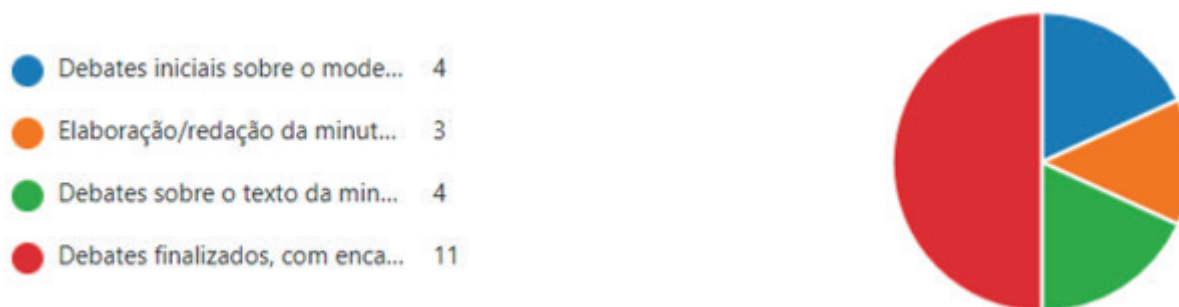 Debates iniciais sobre o mode... 4
Elaboração/redação da minut... 3
Debates sobre o texto da min... 4
Debates finalizados, com enca... 11